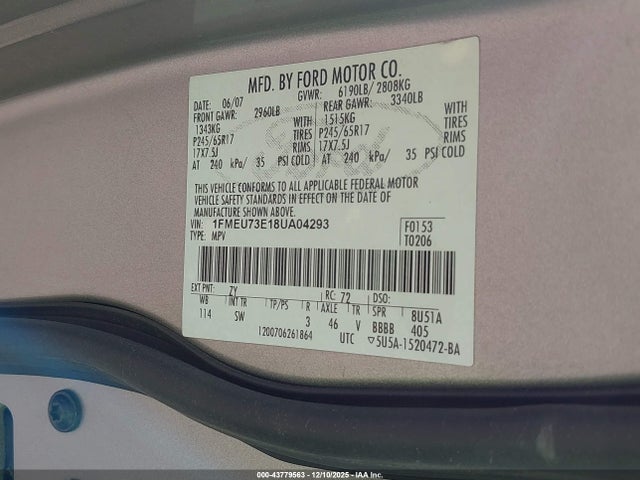 MFD. BY FORD MOTOR CO.
DATE: 06/07 GVWR: 6190LB/ 2808KG
FRONT GAWR: 2960LB REAR GAWR: 3340LB
1343KG WITH 1515KG WITH
P245/65R17 TIRES P245/65R17 TIRES
17X7.5J RIMS 17X7.5J RIMS
AT 240 kPa/ 35 PSI COLD AT 240 kPa/ 35 PSI COLD
THIS VEHICLE CONFORMS TO ALL APPLICABLE FEDERAL MOTOR
VEHICLE SAFETY STANDARDS IN EFFECT ON THE DATE OF
MANUFACTURE SHOWN ABOVE.
VIN: 1FMEU73E18UA04293 F0153
TYPE: MPV T0206
EXT PNT: ZY RC: 72 DSO:
WB INT TR TP/PS R AXLE TR SPR 8U51A
114 SW 3 46 V BBBB 405
1200706261864 UTC ▽5U5A-1520472-BA
000-43779563 - 12/10/2025 - IAA Inc.